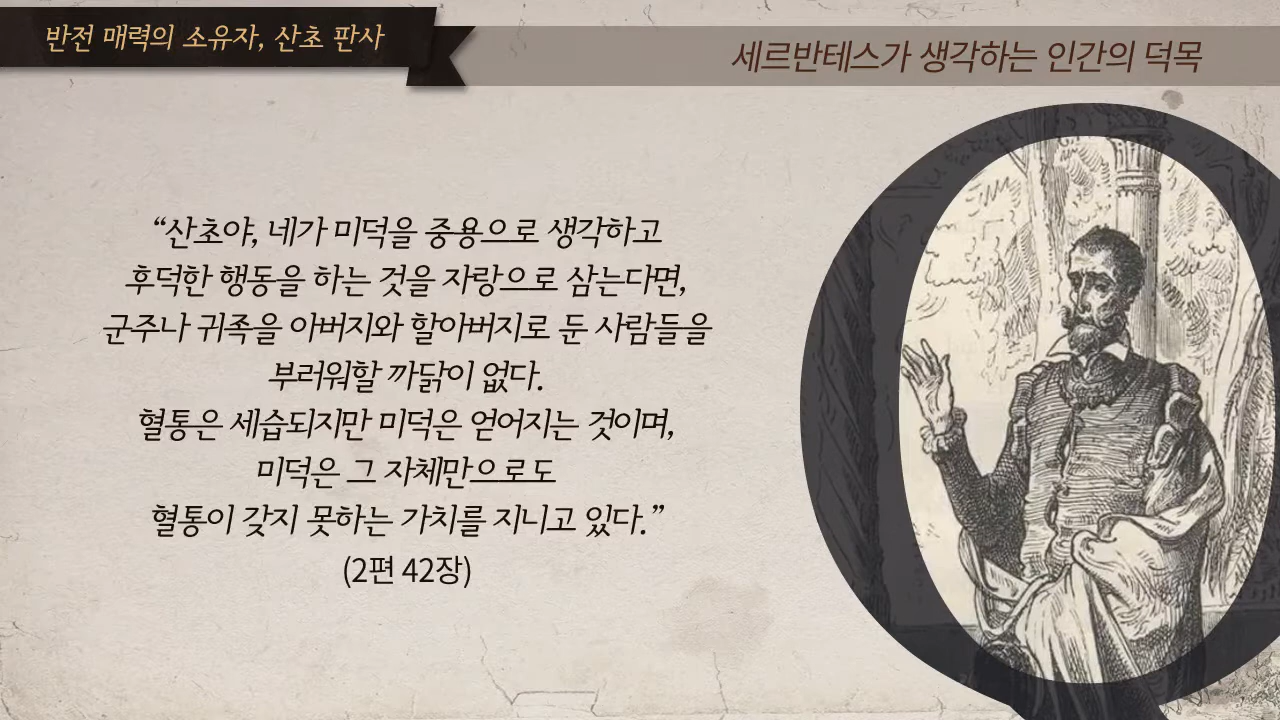 반전 매력의 소유자, 산초 판사
세르반테스가 생각하는 인간의 덕목
“산초야, 네가 미덕을 중용으로 생각하고
후덕한 행동을 하는 것을 자랑으로 삼는다면,
군주나 귀족을 아버지와 할아버지로 둔 사람들을
부러워할 까닭이 없다.
혈통은 세습되지만 미덕은 얻어지는 것이며,
미덕은 그 자체만으로도
혈통이 갖지 못하는 가치를 지니고 있다.”
(2편 42장)